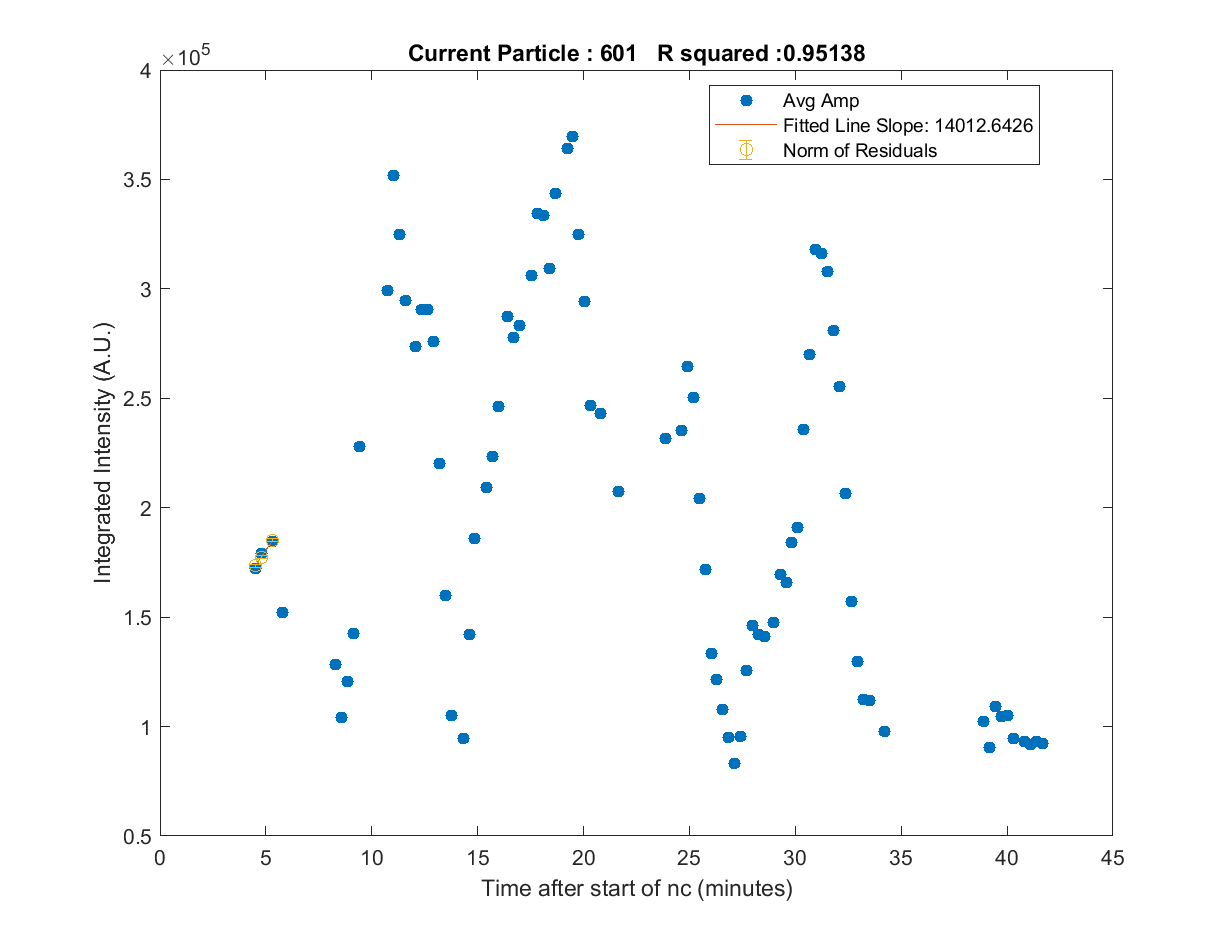 Current Particle : 601 R squared :0.95138
×10^5
4
3.5
3
2.5
2
1.5
1
0.5
Integrated Intensity (A.U.)
Avg Amp
Fitted Line Slope: 14012.6426
Norm of Residuals
0 5 10 15 20 25 30 35 40 45
Time after start of nc (minutes)